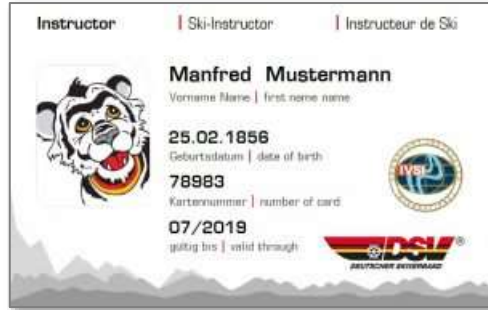 Instructor | Ski-Instructor | Instructeur de Ski
Manfred Mustermann
Vorname Name | first name name
25.02.1856
Geburtsdatum | date of birth
78983
Kartennummer | number of card
07/2019
gültig bis | valid through
IVSI
DSV®
DEUTSCHER SKIVERBAND